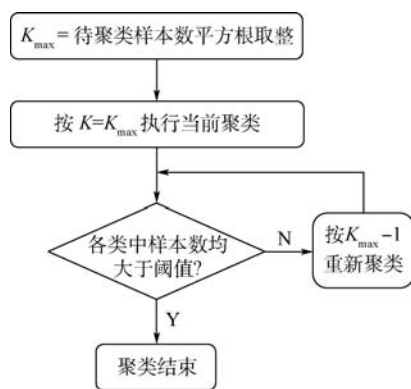 K_max = 待聚类样本数平方根取整
按 K=K_max 执行当前聚类
各类中样本数均
大于阈值?
N
按K_max-1
重新聚类
Y
聚类结束